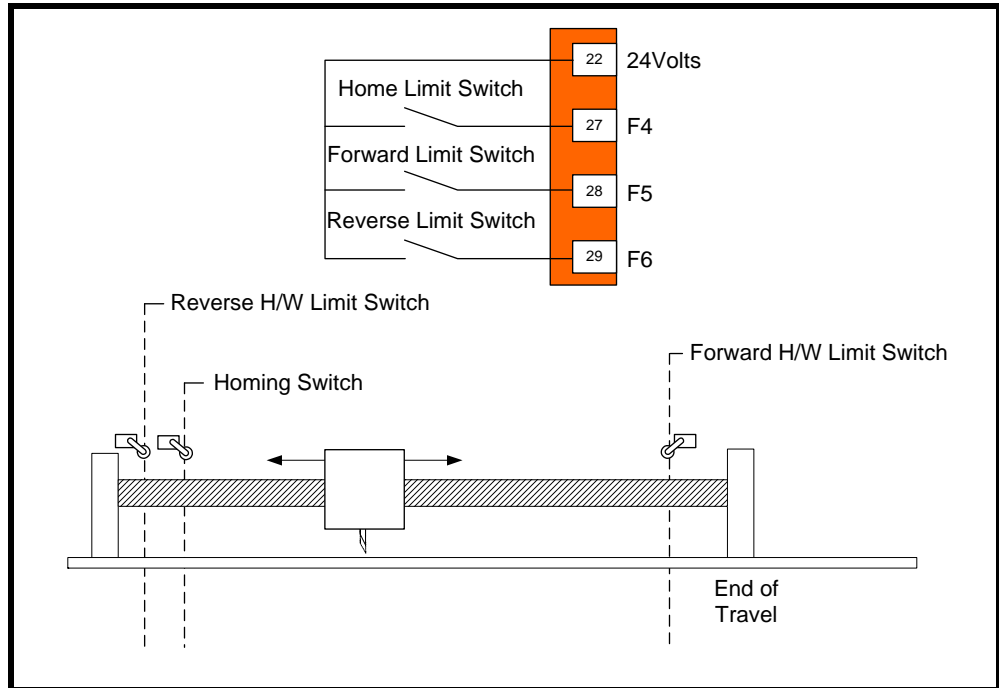 22 24Volts
Home Limit Switch
27 F4
Forward Limit Switch
28 F5
Reverse Limit Switch
29 F6
Reverse H/W Limit Switch
Forward H/W Limit Switch
Homing Switch
End of
Travel